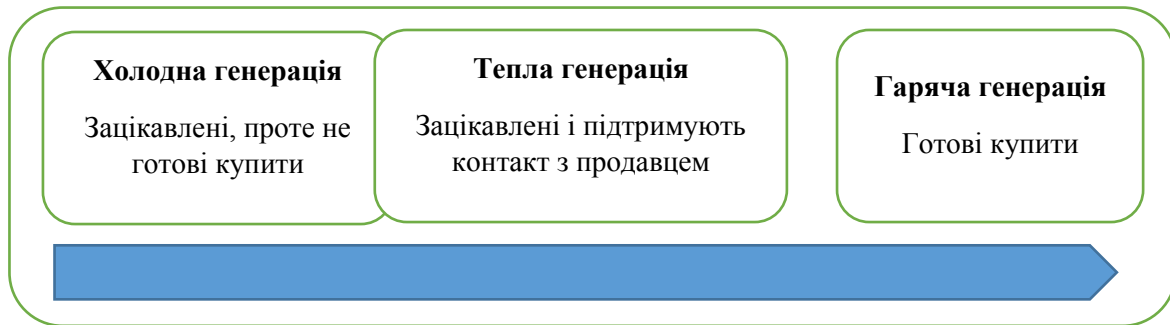 Холодна генерація
Зацікавлені, проте не
готові купити
Тепла генерація
Зацікавлені і підтримують
контакт з продавцем
Гаряча генерація
Готові купити